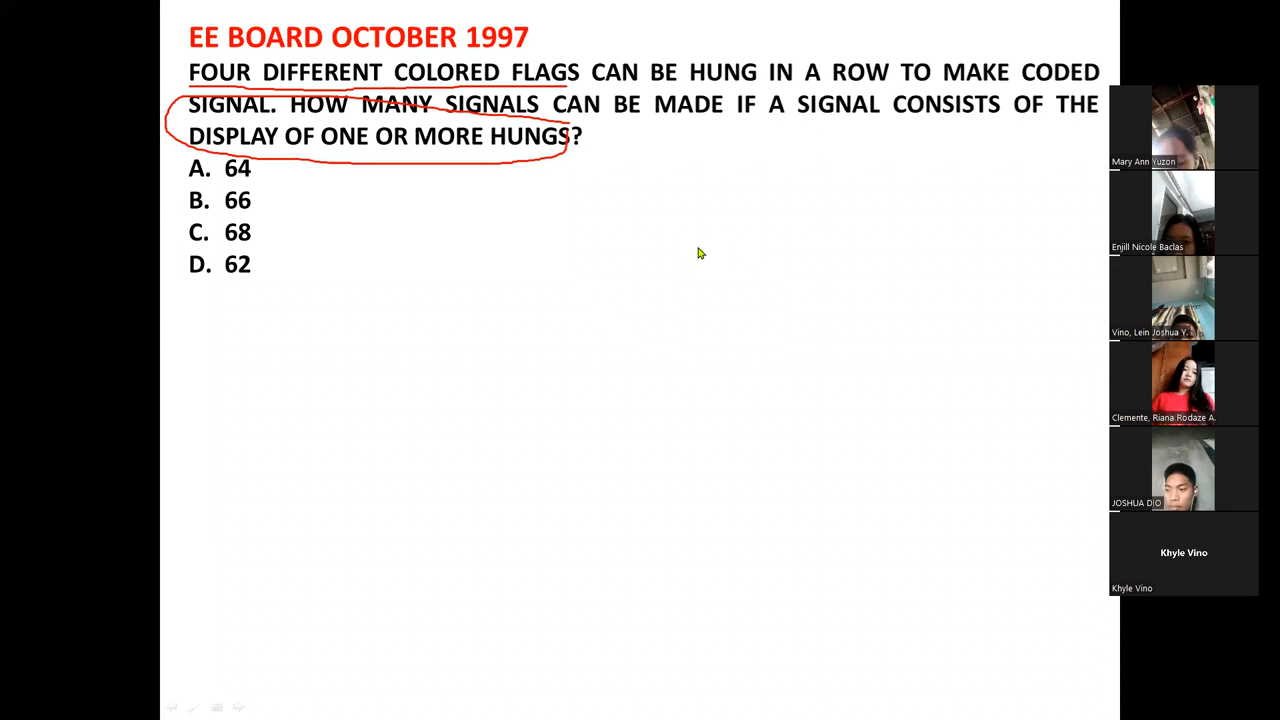 EE BOARD OCTOBER 1997
FOUR DIFFERENT COLORED FLAGS CAN BE HUNG IN A ROW TO MAKE CODED
SIGNAL. HOW MANY SIGNALS CAN BE MADE IF A SIGNAL CONSISTS OF THE
DISPLAY OF ONE OR MORE HUNGS?
A. 64
B. 66
C. 68
D. 62
Mary Ann Yuzon
Enjill Nicole Baclas
Vino, Lein Joshua Y.
Clemente, Riana Rodaze A.
JOSHUA DIO
Khyle Vino
Khyle Vino